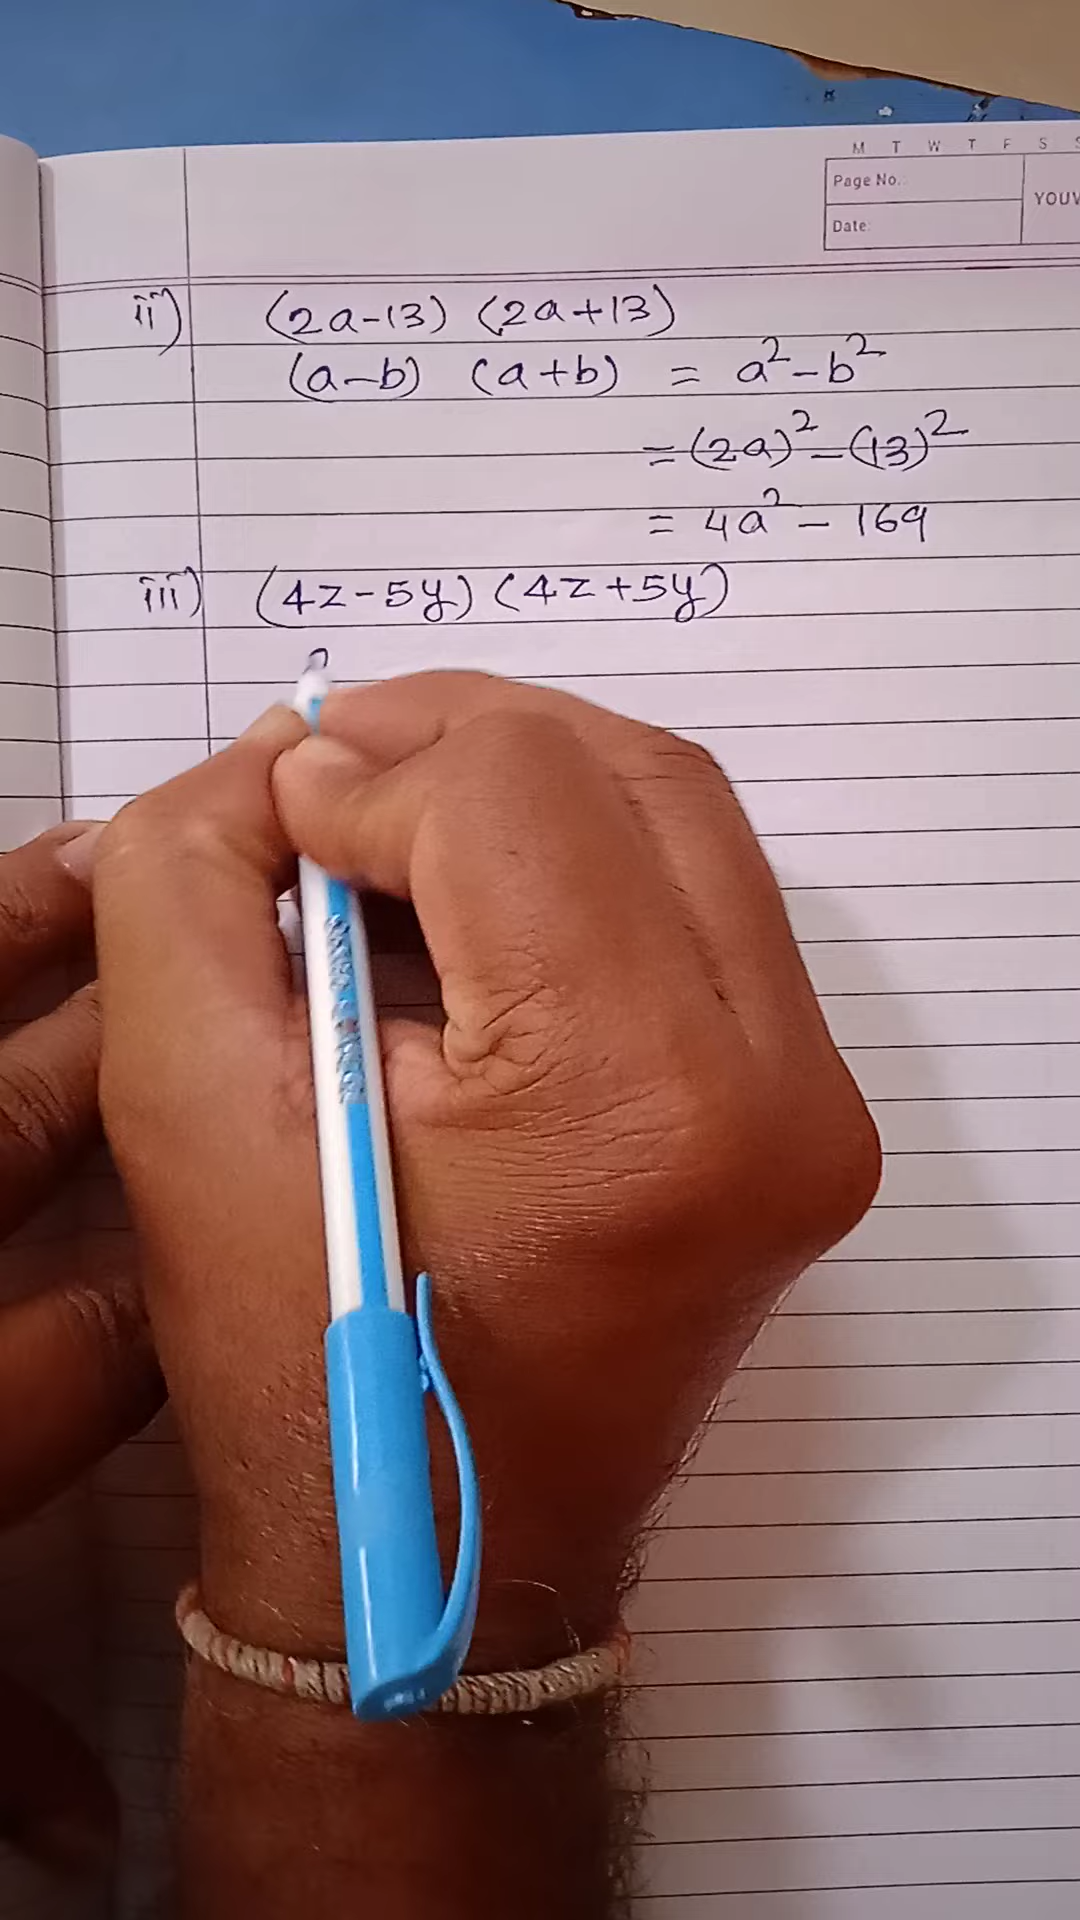 M T W T F S S
Page No.:
Date:
YOUV
ii) (2a-13) (2a+13)
(a-b) (a+b) = a²-b²
= (2a)² - (13)²
= 4a² - 169
iii) (4z-5y) (4z+5y)